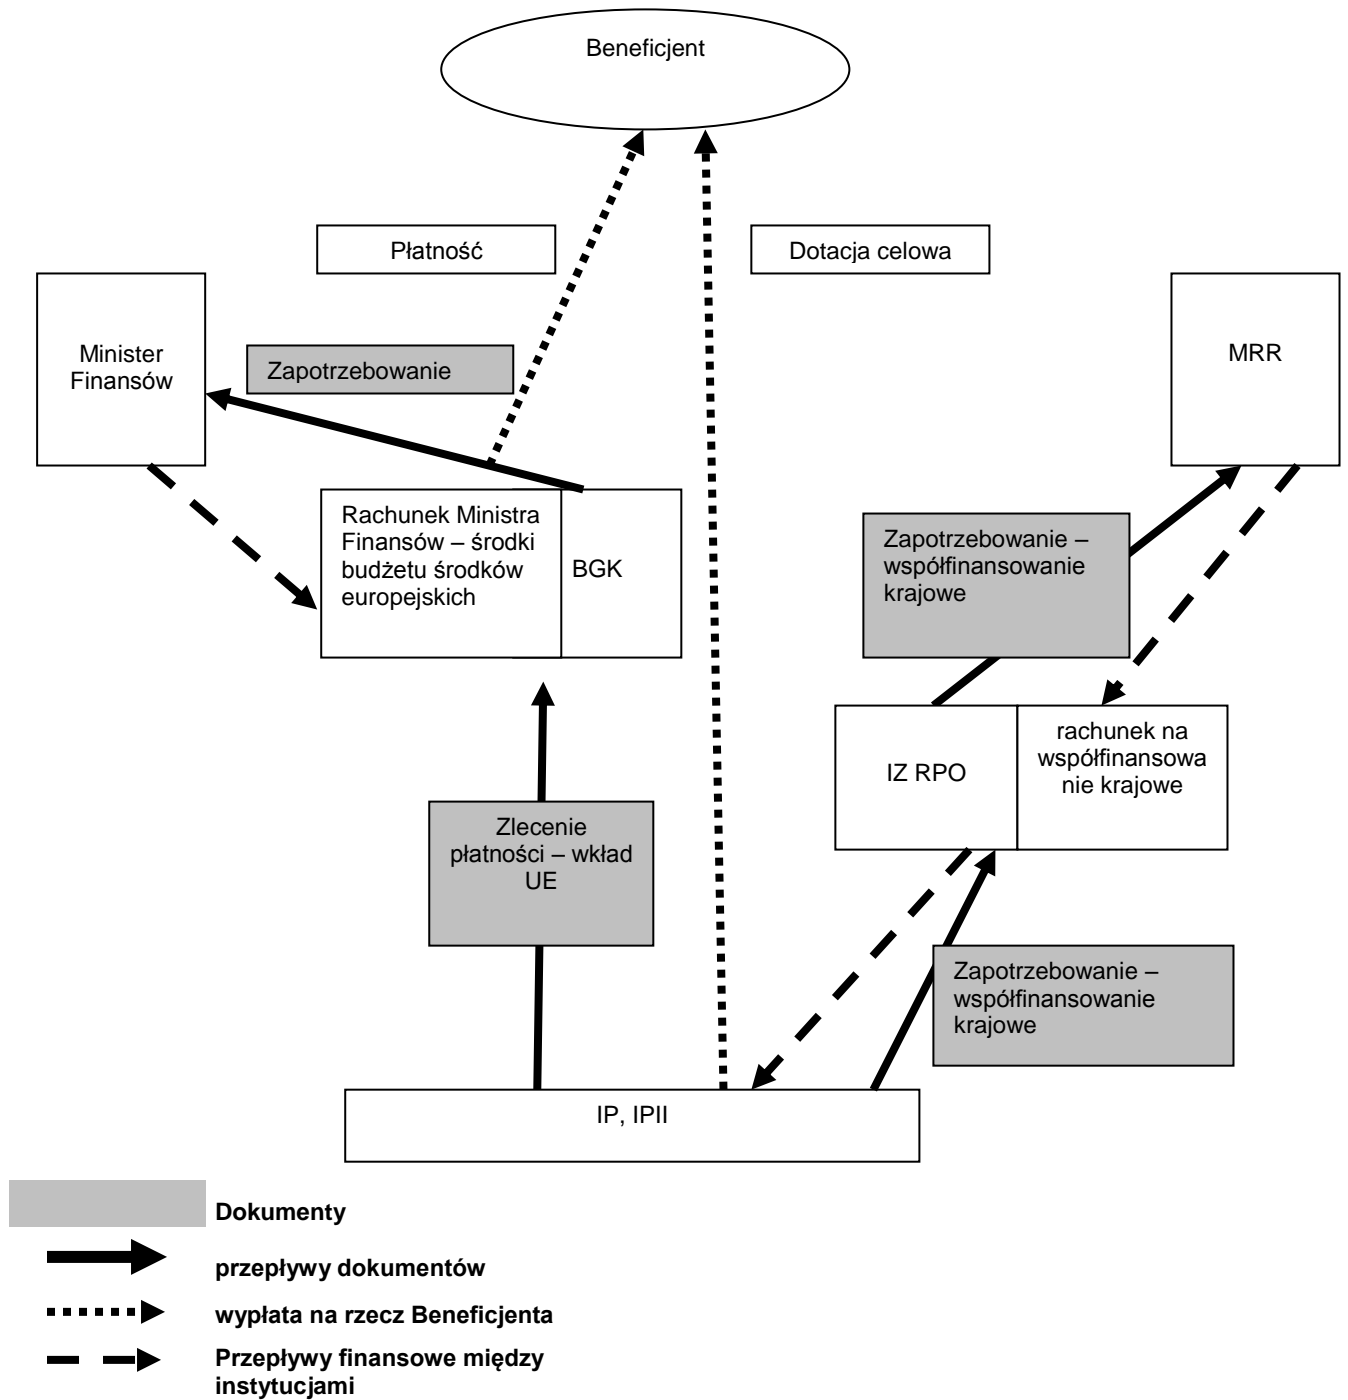 Beneficjent
Płatność
Dotacja celowa
Minister
Finansów
Zapotrzebowanie
MRR
Rachunek Ministra
Finansów – środki
budżetu środków
europejskich
BGK
Zapotrzebowanie –
współfinansowanie
krajowe
IZ RPO
rachunek na
współfinansowa
nie krajowe
Zlecenie
płatności – wkład
UE
Zapotrzebowanie –
współfinansowanie
krajowe
IP, IPII
Dokumenty
przepływy dokumentów
wypłata na rzecz Beneficjenta
Przepływy finansowe między
instytucjami